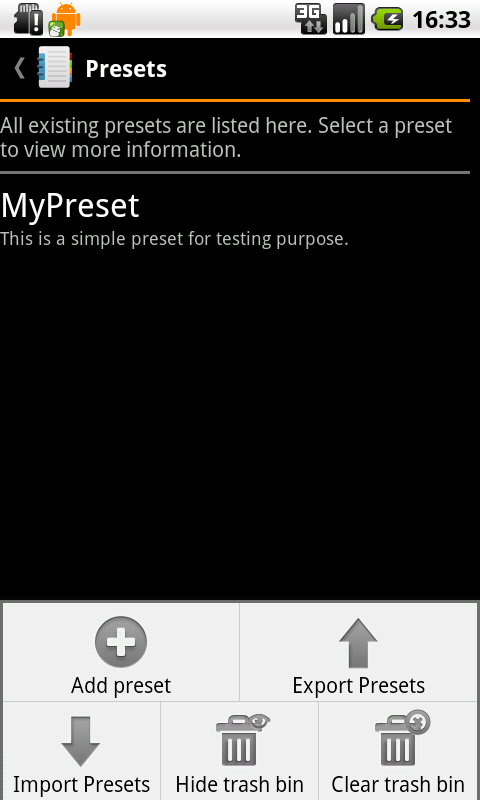 3G 16:33
Presets
All existing presets are listed here. Select a preset
to view more information.
MyPreset
This is a simple preset for testing purpose.
Add preset
Export Presets
Import Presets
Hide trash bin
Clear trash bin